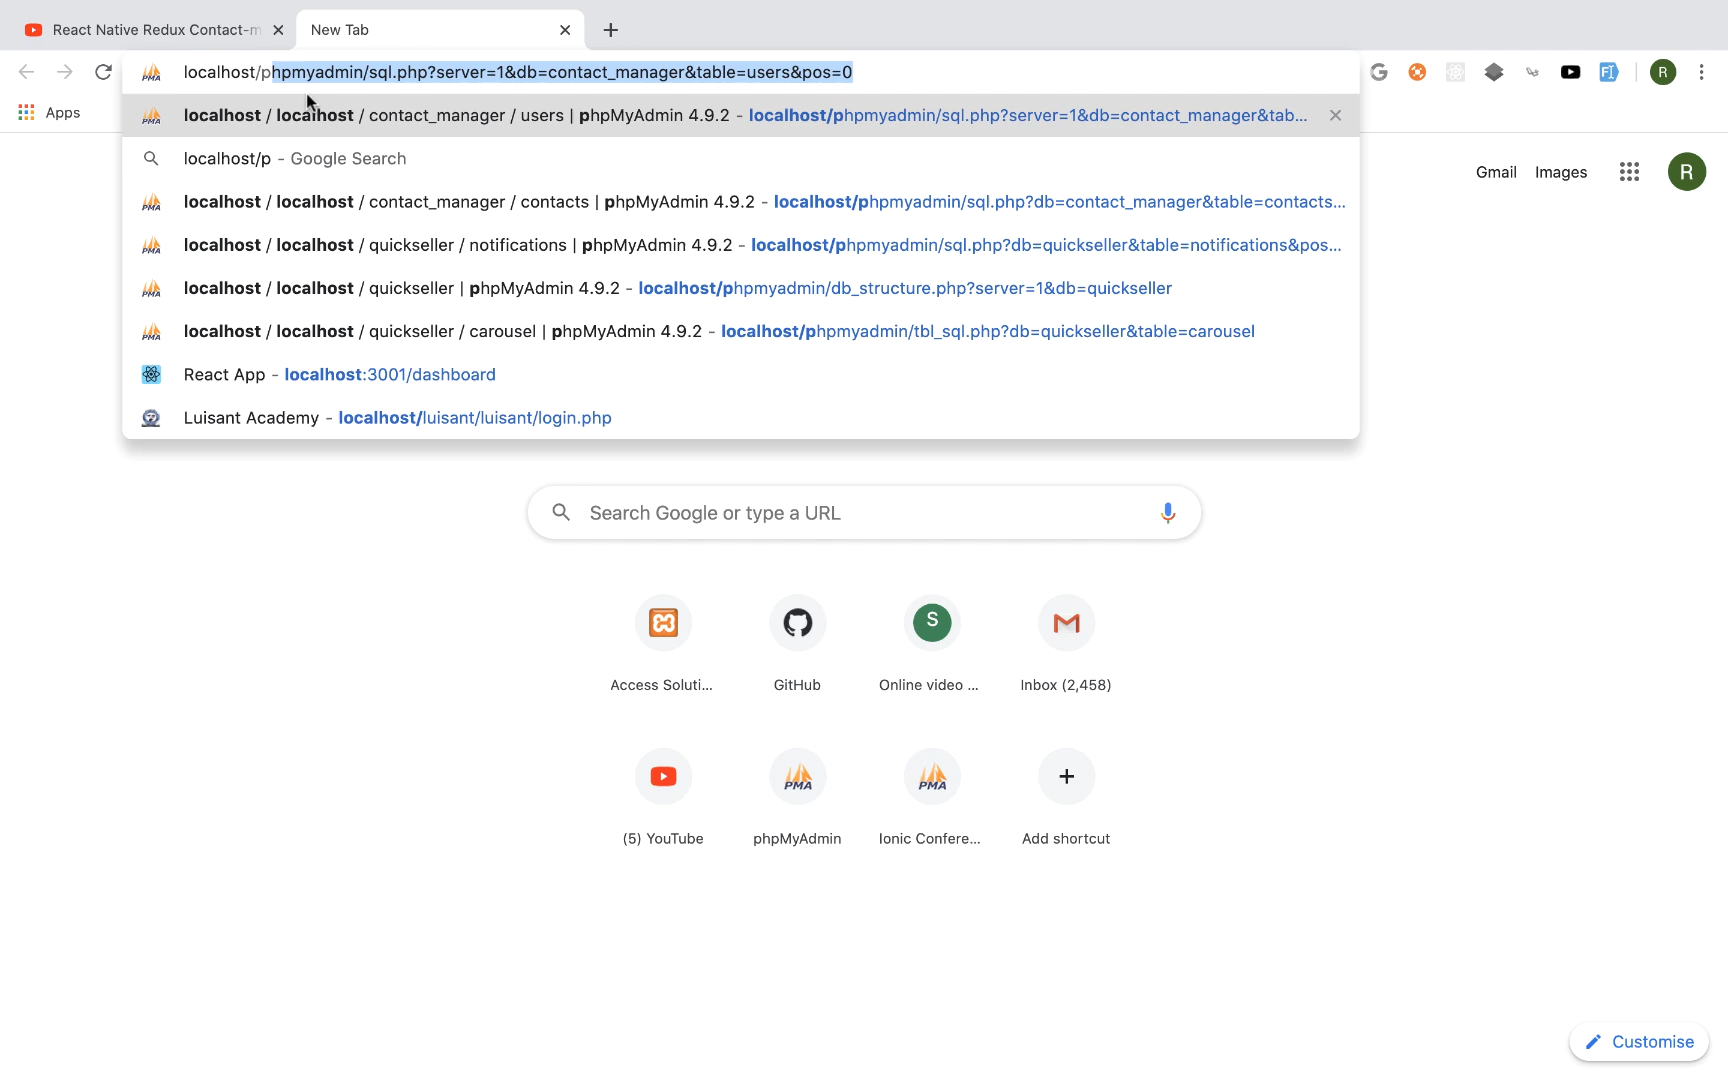 React Native Redux Contact-m
New Tab
localhost/phpmyadmin/sql.php?server=1&db=contact_manager&table=users&pos=0
R
Apps
localhost / localhost / contact_manager / users | phpMyAdmin 4.9.2 - localhost/phpmyadmin/sql.php?server=1&db=contact_manager&tab...
localhost/p - Google Search
Gmail Images R
localhost / localhost / contact_manager / contacts | phpMyAdmin 4.9.2 - localhost/phpmyadmin/sql.php?db=contact_manager&table=contacts...
localhost / localhost / quickseller / notifications | phpMyAdmin 4.9.2 - localhost/phpmyadmin/sql.php?db=quickseller&table=notifications&pos...
localhost / localhost / quickseller | phpMyAdmin 4.9.2 - localhost/phpmyadmin/db_structure.php?server=1&db=quickseller
localhost / localhost / quickseller / carousel | phpMyAdmin 4.9.2 - localhost/phpmyadmin/tbl_sql.php?db=quickseller&table=carousel
React App - localhost:3001/dashboard
Luisant Academy - localhost/luisant/luisant/login.php
Search Google or type a URL
S
Access Soluti... GitHub Online video ... Inbox (2,458)
PMA PMA
(5) YouTube phpMyAdmin Ionic Confere... Add shortcut
Customise